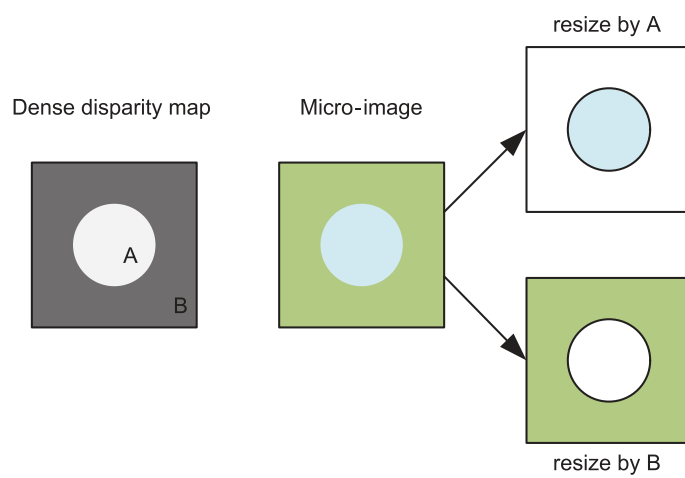 resize by A
Dense disparity map
Micro-image
A
B
resize by B